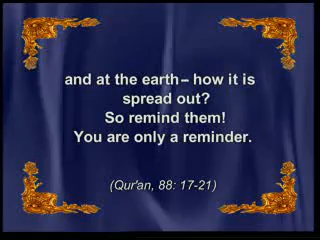 and at the earth – how it is
spread out?
So remind them!
You are only a reminder.
(Qur'an, 88: 17-21)